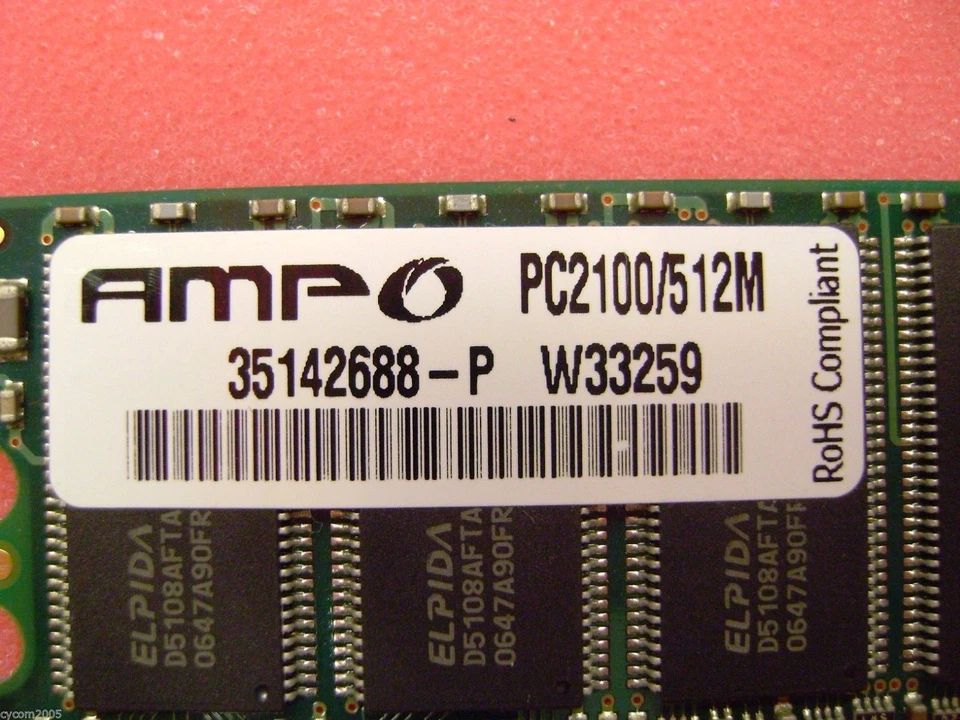 AMPO PC2100/512M
35142688-P W33259
RoHS Compliant
ELPIDA
D5108AFTA
0647A90FR
ELPIDA
D5108AFTA
0647A90FR
ELPIDA
D5108AFTA
0647A90FR
cycom2005